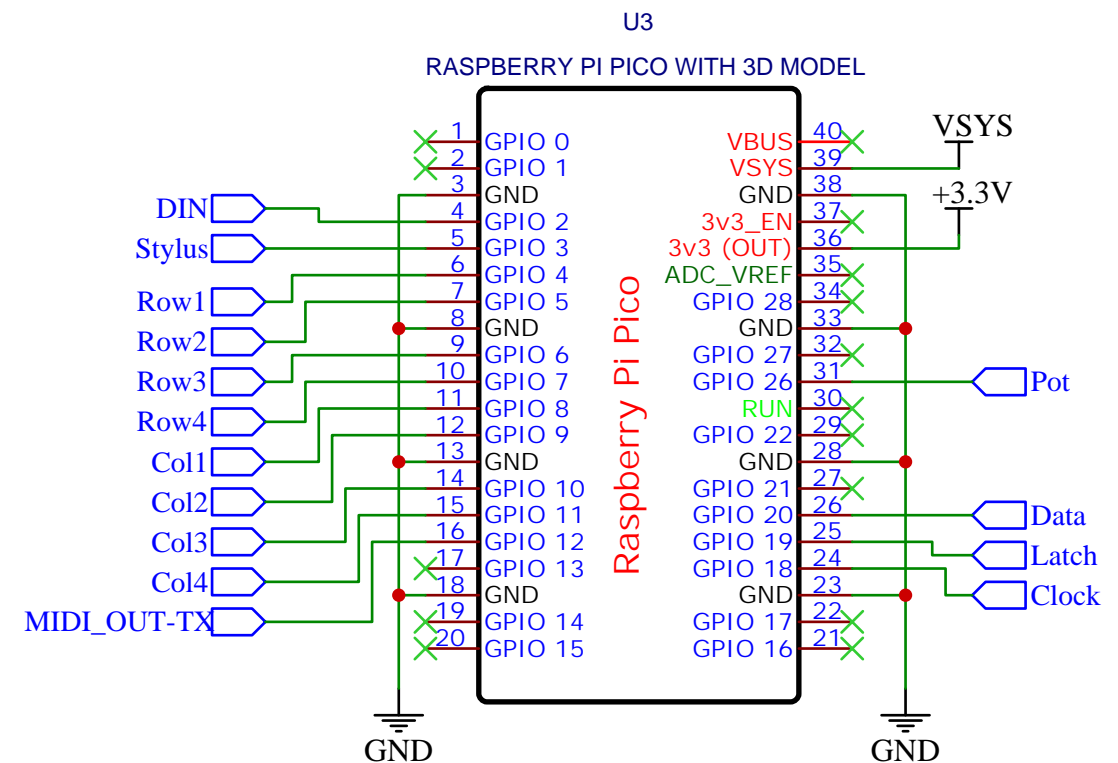 U3
RASPBERRY PI PICO WITH 3D MODEL
DIN
Stylus
Row1
Row2
Row3
Row4
Col1
Col2
Col3
Col4
MIDI_OUT-TX
1 GPIO 0
2 GPIO 1
3 GND
4 GPIO 2
5 GPIO 3
6 GPIO 4
7 GPIO 5
8 GND
9 GPIO 6
10 GPIO 7
11 GPIO 8
12 GPIO 9
13 GND
14 GPIO 10
15 GPIO 11
16 GPIO 12
17 GPIO 13
18 GND
19 GPIO 14
20 GPIO 15
GND
Raspberry Pi Pico
VBUS 40
VSYS 39
GND 38
3v3_EN 37
3v3 (OUT) 36
ADC_VREF 35
GPIO 28 34
GND 33
GPIO 27 32
GPIO 26 31
RUN 30
GPIO 22 29
GND 28
GPIO 21 27
GPIO 20 26
GPIO 19 25
GPIO 18 24
GND 23
GPIO 17 22
GPIO 16 21
VSYS
+3.3V
Pot
Data
Latch
Clock
GND